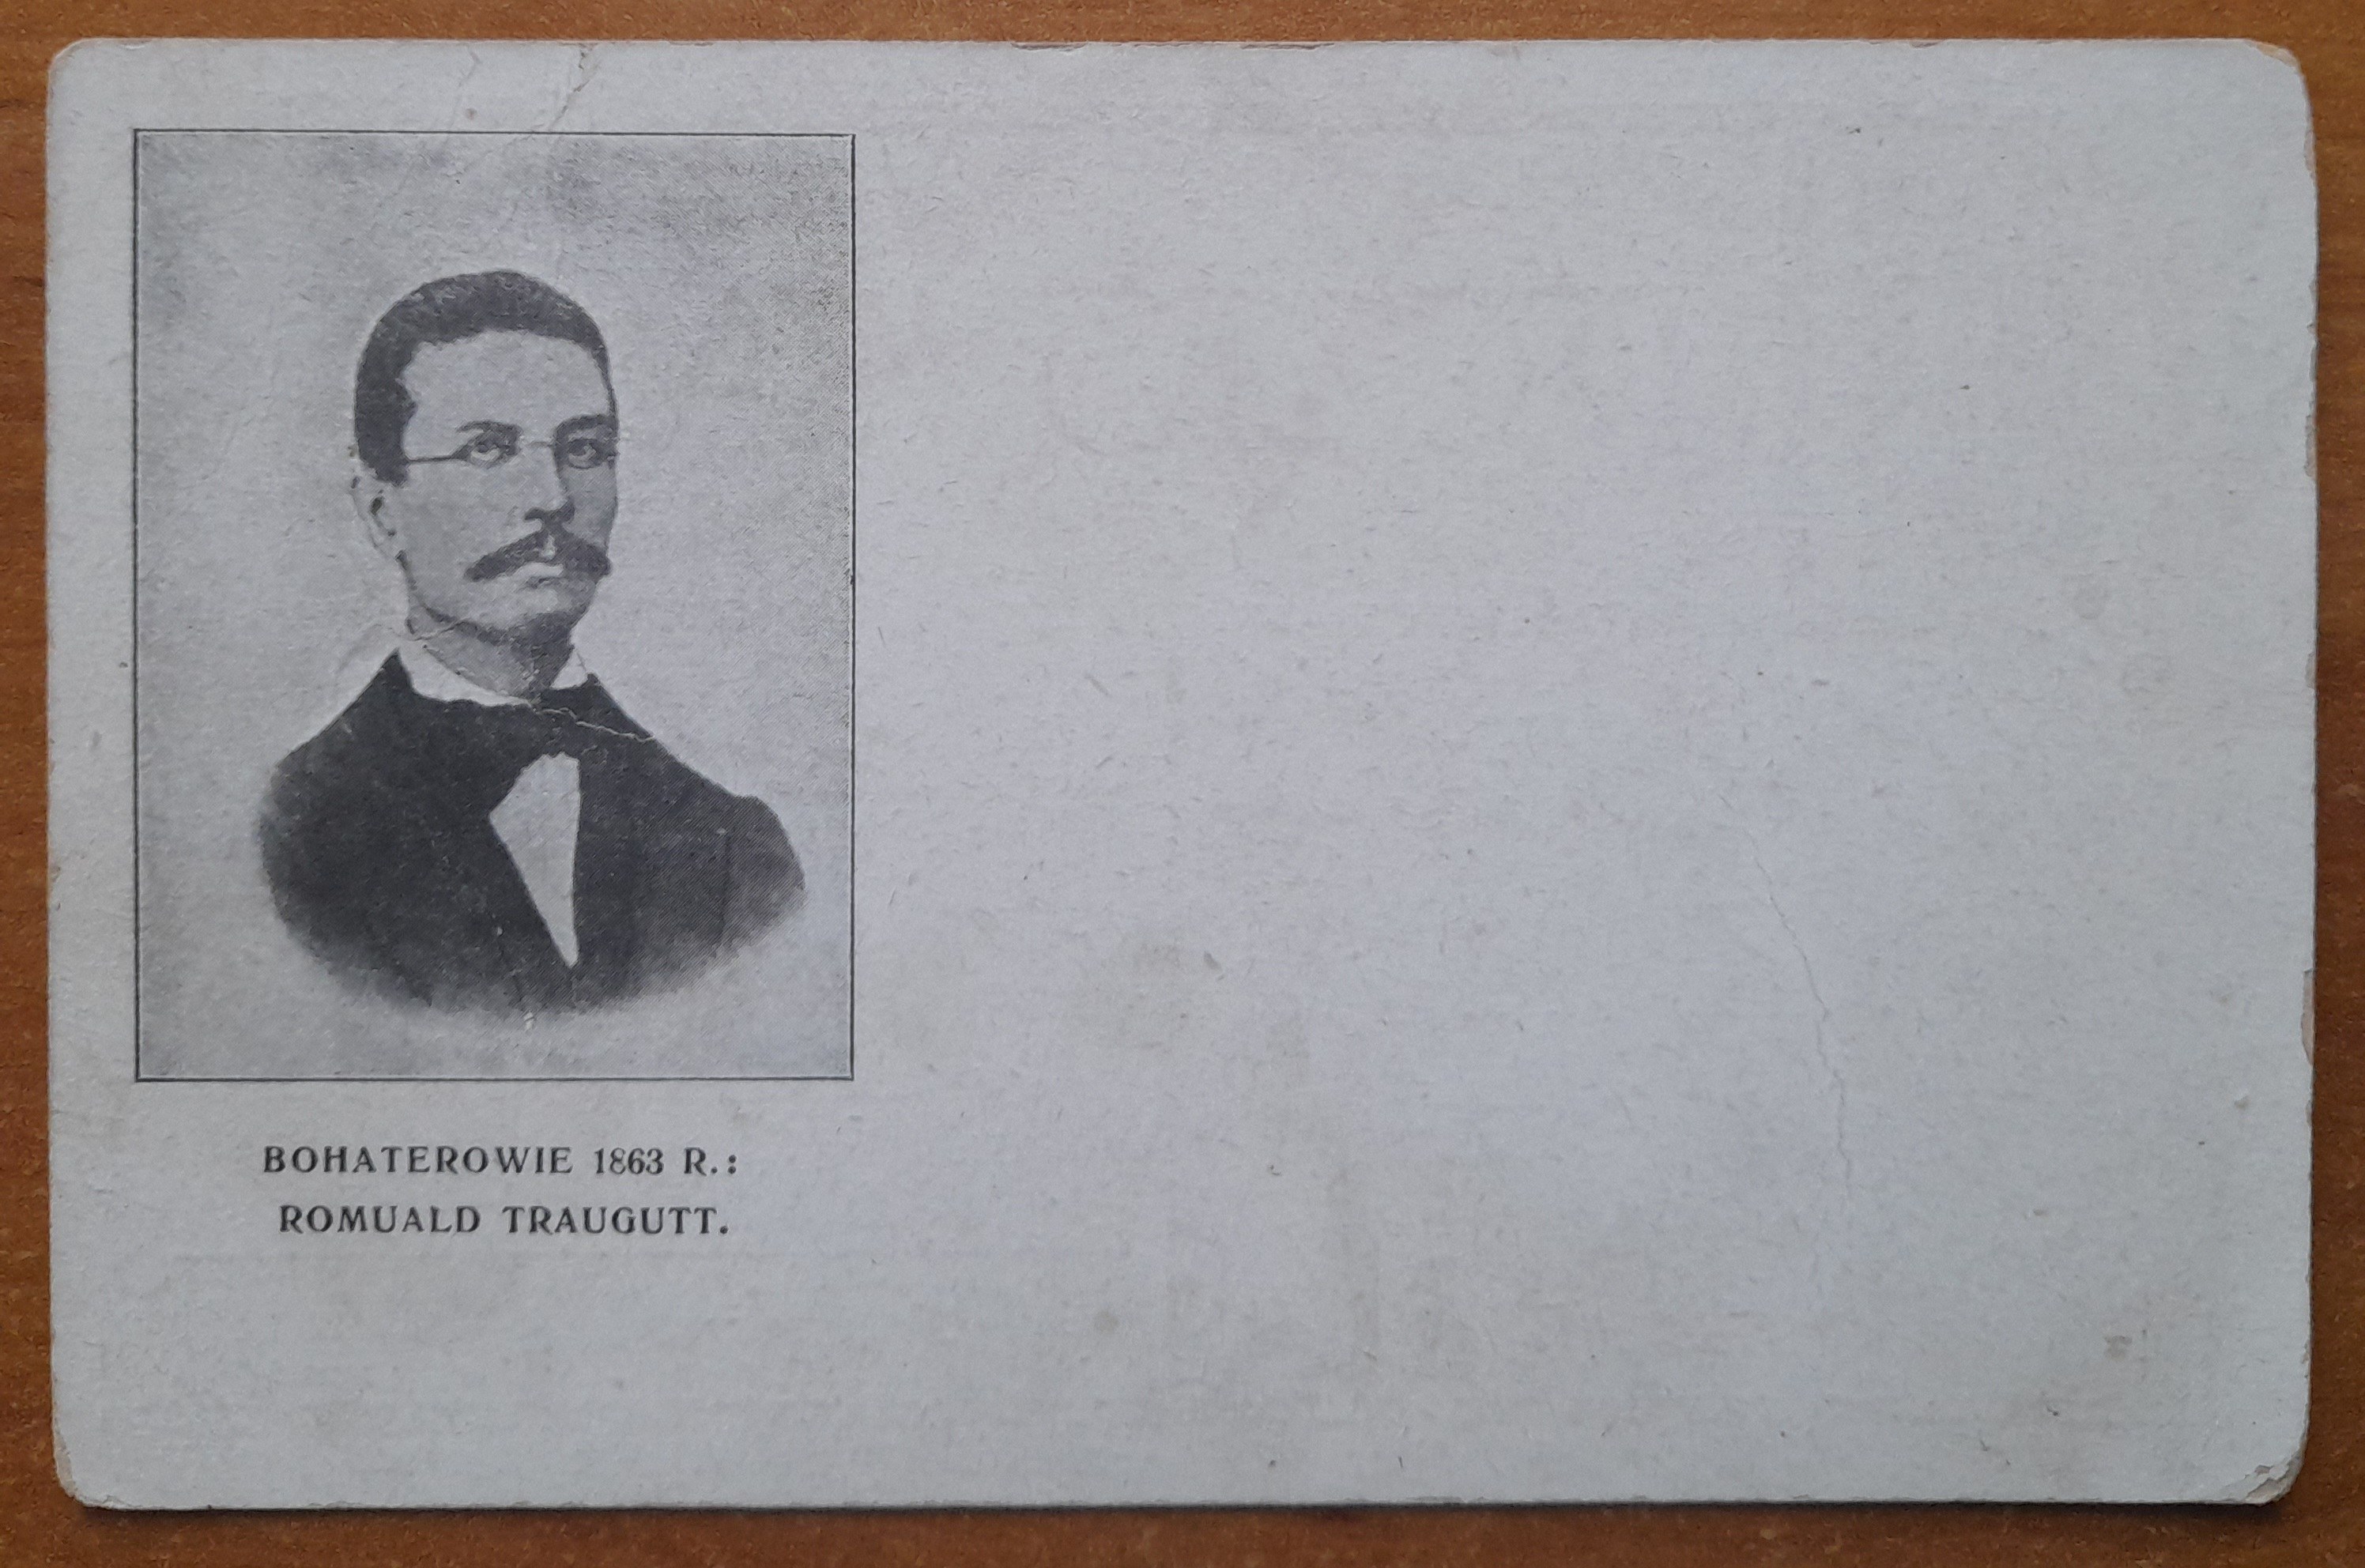 BOHATEROWIE 1863 R.:
ROMUALD TRAUGUTT.